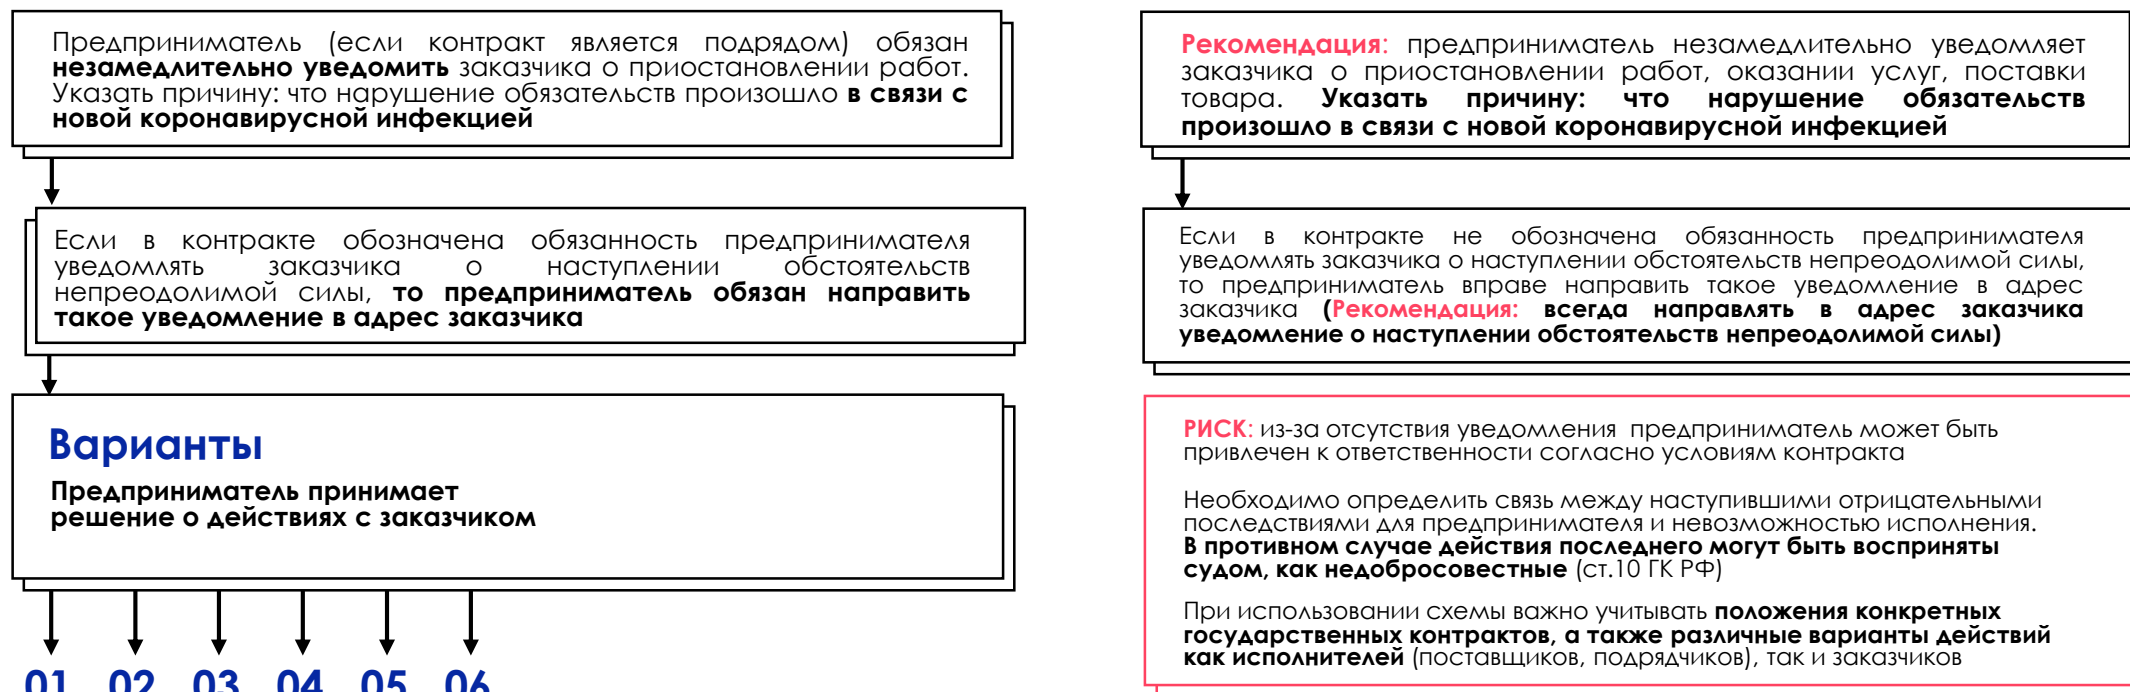 Предприниматель (если контракт является подрядом) обязан
незамедлительно уведомить заказчика о приостановлении работ.
Указать причину: что нарушение обязательств произошло в связи с
новой коронавирусной инфекцией
Если в контракте обозначена обязанность предпринимателя
уведомлять заказчика о наступлении обстоятельств
непреодолимой силы, то предприниматель обязан направить
такое уведомление в адрес заказчика
Варианты
Предприниматель принимает
решение о действиях с заказчиком
01 02 03 04 05 06
Рекомендация: предприниматель незамедлительно уведомляет
заказчика о приостановлении работ, оказании услуг, поставки
товара. Указать причину: что нарушение обязательств
произошло в связи с новой коронавирусной инфекцией
Если в контракте не обозначена обязанность предпринимателя
уведомлять заказчика о наступлении обстоятельств непреодолимой силы,
то предприниматель вправе направить такое уведомление в адрес
заказчика (Рекомендация: всегда направлять в адрес заказчика
уведомление о наступлении обстоятельств непреодолимой силы)
РИСК: из-за отсутствия уведомления предприниматель может быть
привлечен к ответственности согласно условиям контракта
Необходимо определить связь между наступившими отрицательными
последствиями для предпринимателя и невозможностью исполнения.
В противном случае действия последнего могут быть восприняты
судом, как недобросовестные (ст.10 ГК РФ)
При использовании схемы важно учитывать положения конкретных
государственных контрактов, а также различные варианты действий
как исполнителей (поставщиков, подрядчиков), так и заказчиков